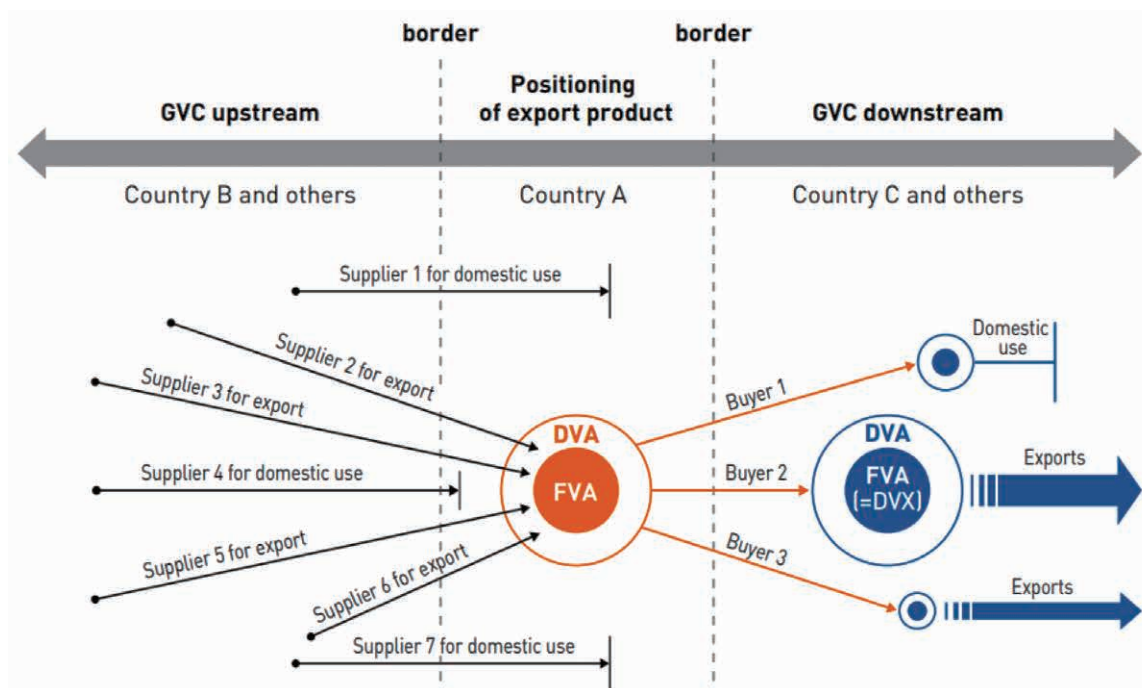 border
border
GVC upstream
Positioning
of export product
GVC downstream
Country B and others
Country A
Country C and others
Supplier 1 for domestic use
Supplier 2 for export
Supplier 3 for export
Supplier 4 for domestic use
Supplier 5 for export
Supplier 6 for export
Supplier 7 for domestic use
DVA
FVA
Buyer 1
Buyer 2
Buyer 3
Domestic
use
DVA
FVA
(=DVX)
Exports
Exports